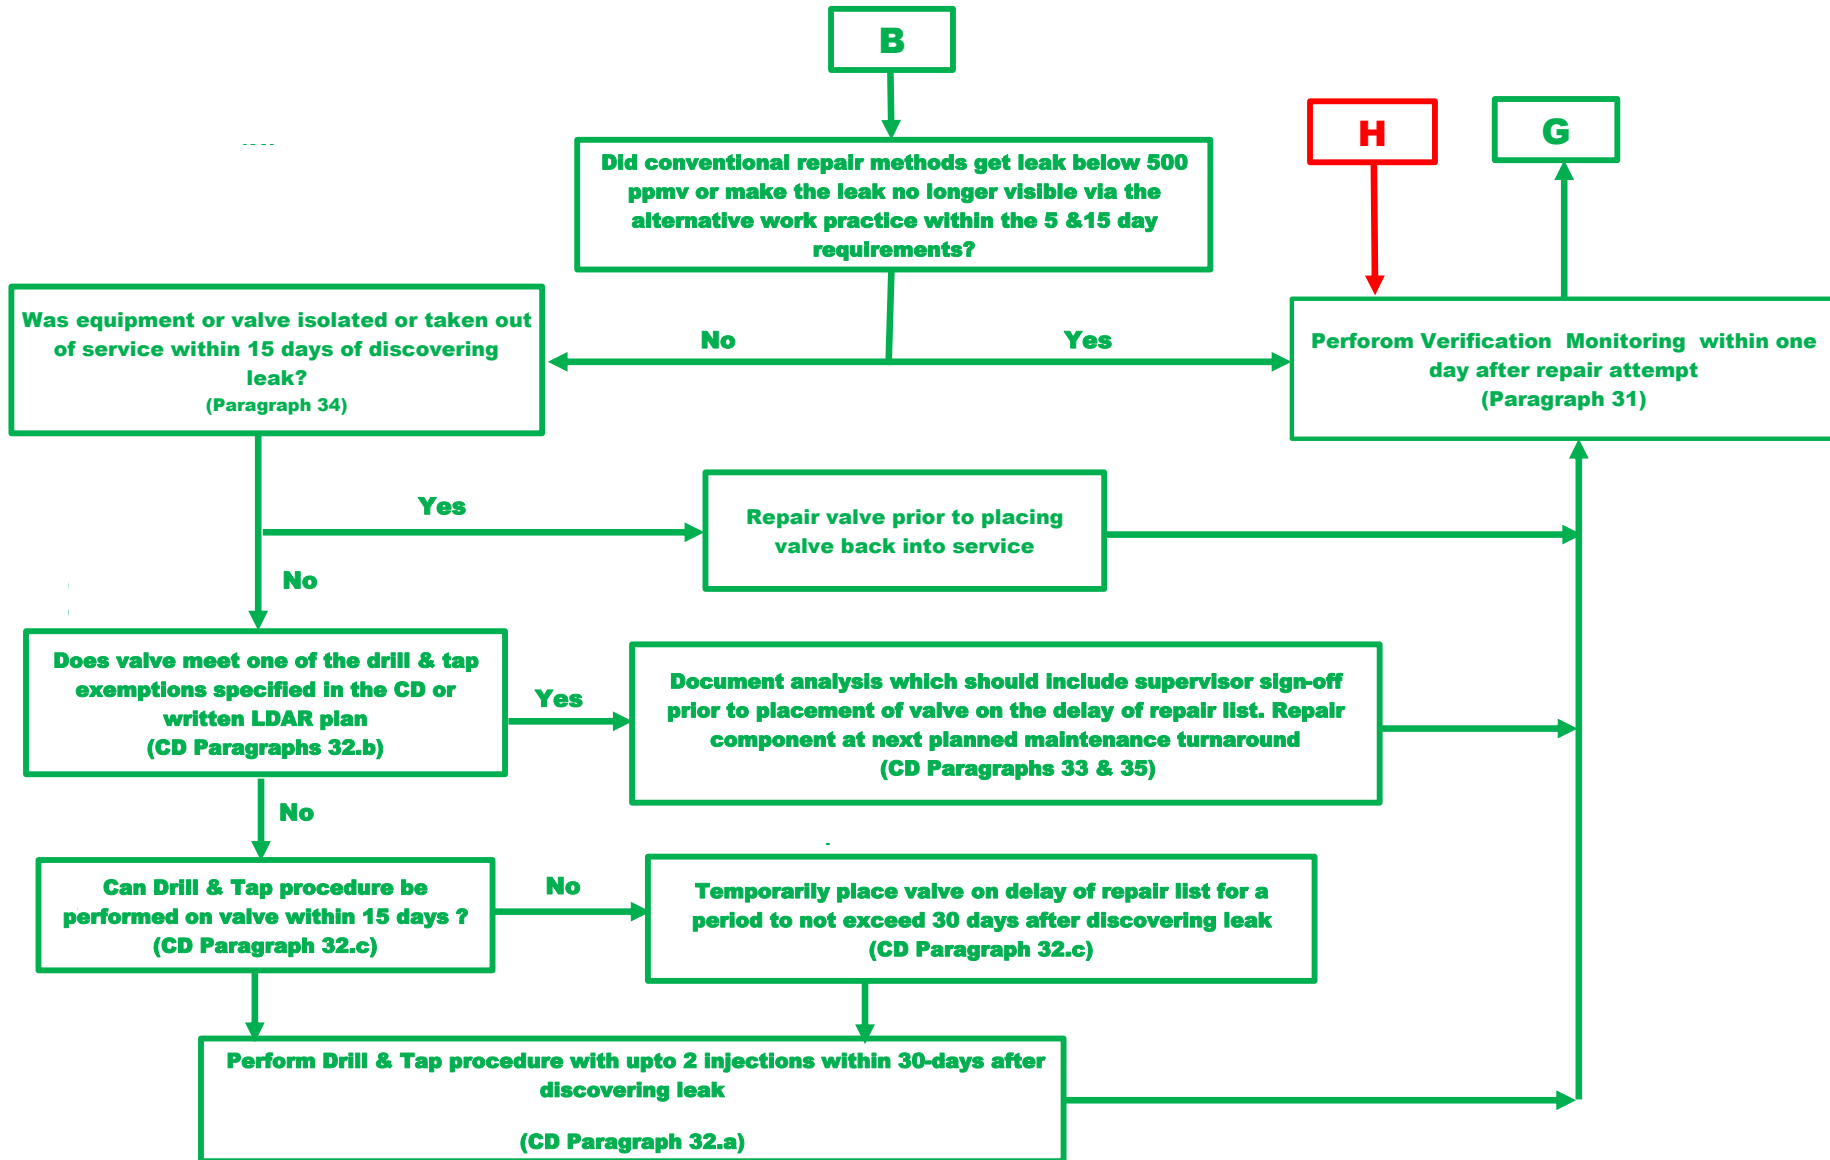 B
H
G
Did conventional repair methods get leak below 500
ppmv or make the leak no longer visible via the
alternative work practice within the 5 &15 day
requirements?
Was equipment or valve isolated or taken out
of service within 15 days of discovering
leak?
(Paragraph 34)
No
Yes
Perforom Verification Monitoring within one
day after repair attempt
(Paragraph 31)
Yes
Repair valve prior to placing
valve back into service
No
Does valve meet one of the drill & tap
exemptions specified in the CD or
written LDAR plan
(CD Paragraphs 32.b)
Yes
Document analysis which should include supervisor sign-off
prior to placement of valve on the delay of repair list. Repair
component at next planned maintenance turnaround
(CD Paragraphs 33 & 35)
No
Can Drill & Tap procedure be
performed on valve within 15 days ?
(CD Paragraph 32.c)
No
Temporarily place valve on delay of repair list for a
period to not exceed 30 days after discovering leak
(CD Paragraph 32.c)
Perform Drill & Tap procedure with upto 2 injections within 30-days after
discovering leak
(CD Paragraph 32.a)